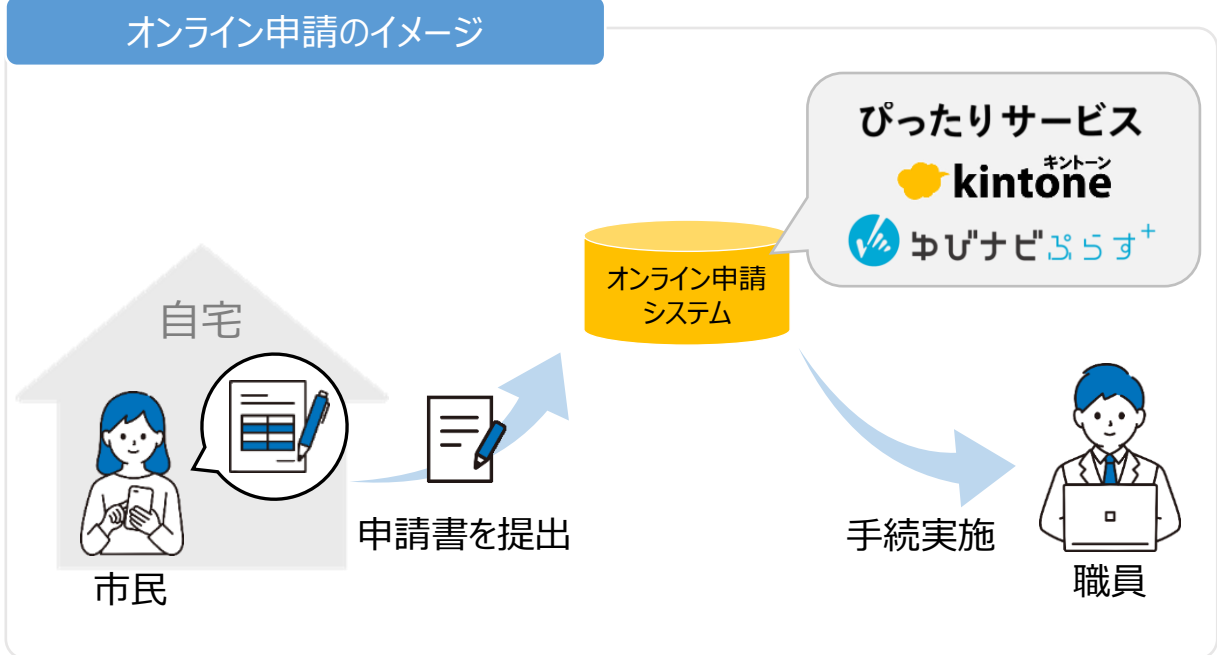 オンライン申請のイメージ
ぴったりサービス
キントーン
kintone
ゆびナビぷらす+
オンライン申請
システム
自宅
申請書を提出
手続実施
市民
職員